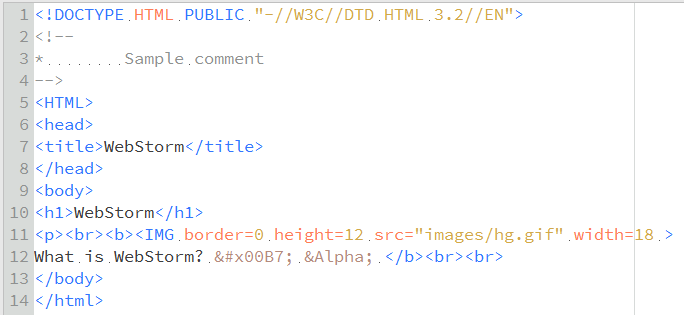 1 <!DOCTYPE HTML PUBLIC "-//W3C//DTD HTML 3.2//EN">
2 <!--
3 *        Sample comment
4 -->
5 <HTML>
6 <head>
7 <title>WebStorm</title>
8 </head>
9 <body>
10 <h1>WebStorm</h1>
11 <p><br><b><IMG border=0 height=12 src="images/hg.gif" width=18 >
12 What is WebStorm? &#x00B7; &Alpha; </b><br><br>
13 </body>
14 </html>